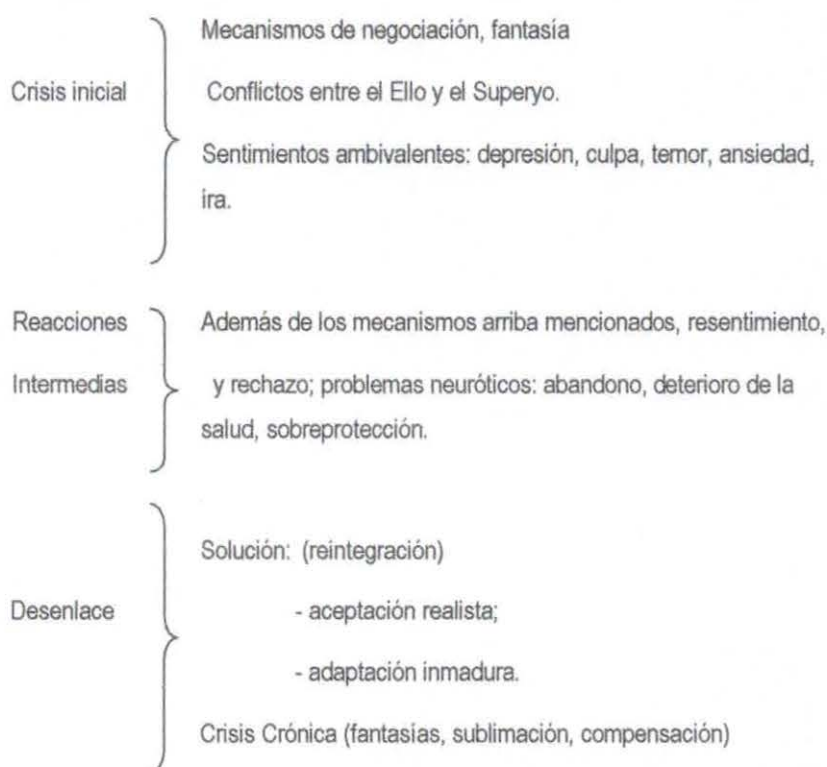 Mecanismos de negociación, fantasía
Crisis inicial Conflictos entre el Ello y el Superyo.
Sentimientos ambivalentes: depresión, culpa, temor, ansiedad,
ira.
Reacciones Además de los mecanismos arriba mencionados, resentimiento,
Intermedias y rechazo; problemas neuróticos: abandono, deterioro de la
salud, sobreprotección.
Solución: (reintegración)
Desenlace - aceptación realista;
- adaptación inmadura.
Crisis Crónica (fantasías, sublimación, compensación)